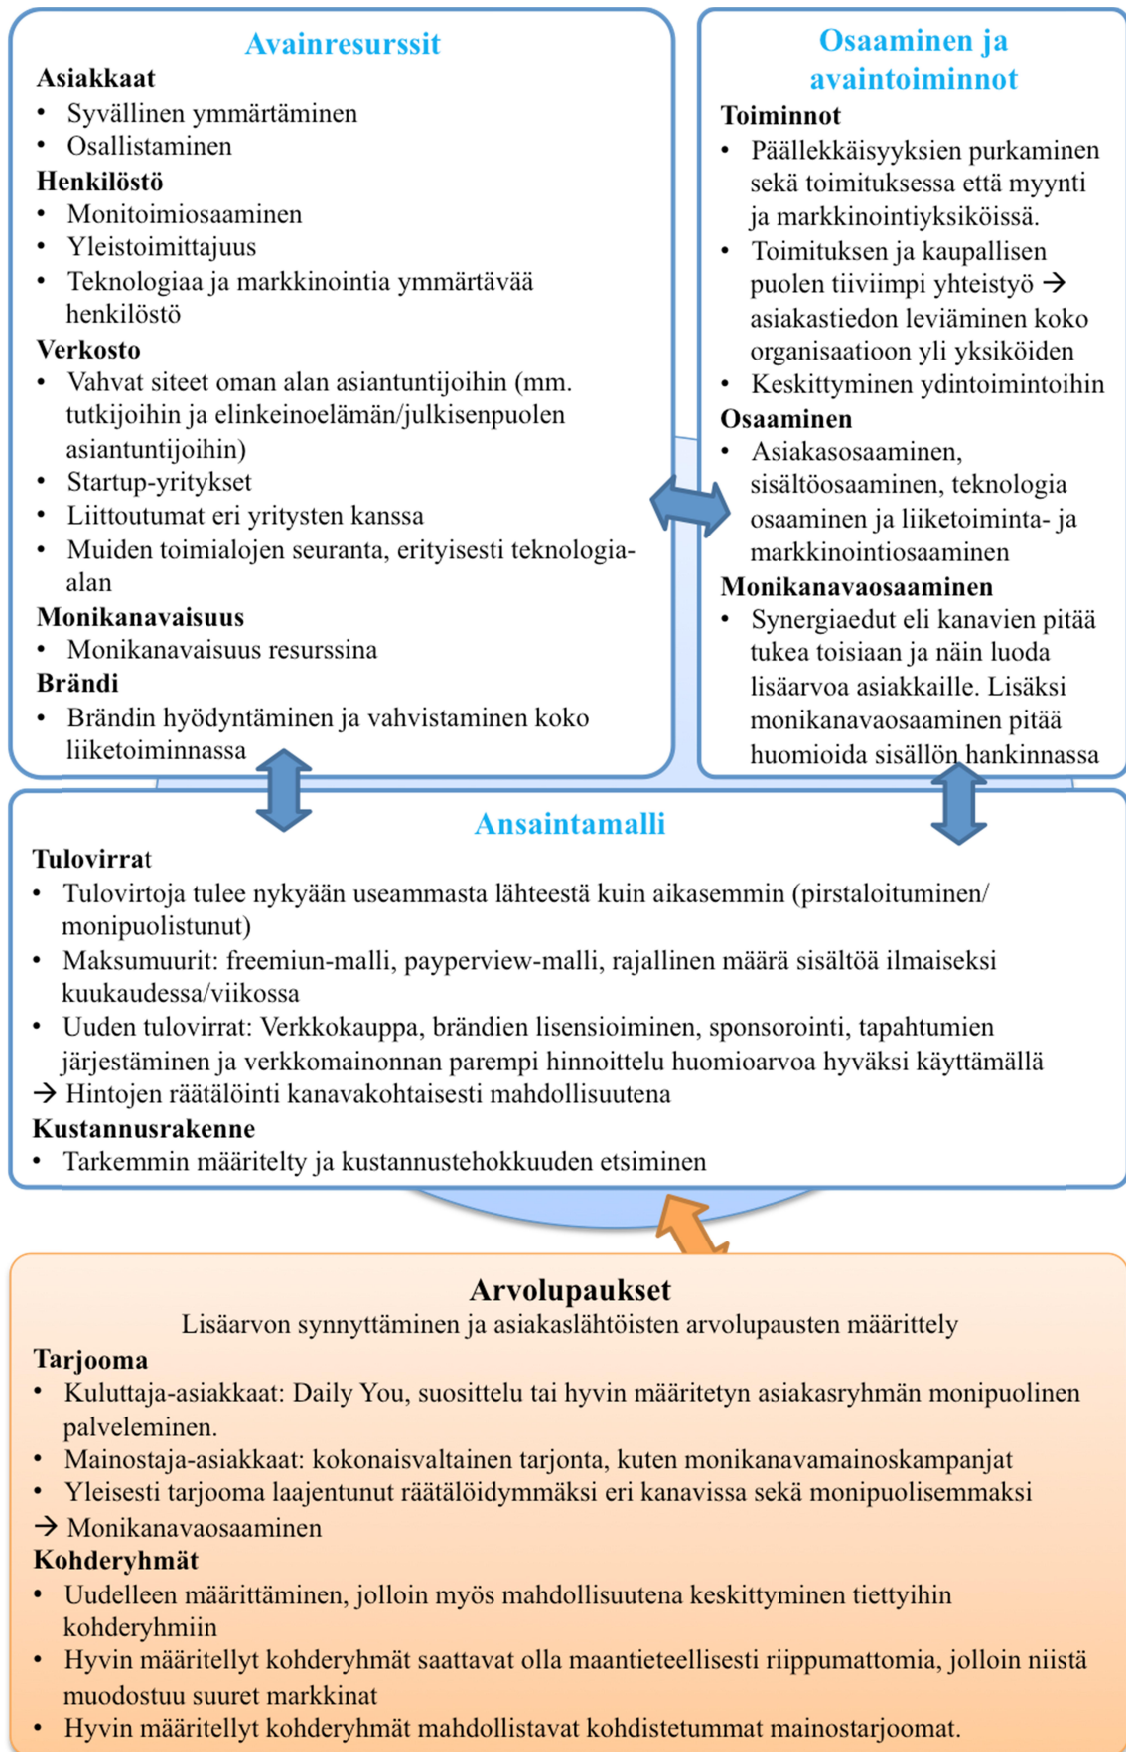 Avainresurssit
Asiakkaat
• Syvällinen ymmärtäminen
• Osallistaminen
Henkilöstö
• Monitoimiosaaminen
• Yleistoimittajuus
• Teknologiaa ja markkinointia ymmärtävää
henkilöstö
Verkosto
• Vahvat siteet oman alan asiantuntijoihin (mm.
tutkijoihin ja elinkeinoelämän/julkisenpuolen
asiantuntijoihin)
• Startup-yritykset
• Liittoutumat eri yritysten kanssa
• Muiden toimialojen seuranta, erityisesti teknologia-
alan
Monikanavaisuus
• Monikanavaisuus resurssina
Brändi
• Brändin hyödyntäminen ja vahvistaminen koko
liiketoiminnassa
Osaaminen ja
avaintoiminnot
Toiminnot
• Päällekkäisyyksien purkaminen
sekä toimituksessa että myynti
ja markkinointiyksiköissä.
• Toimituksen ja kaupallisen
puolen tiiviimpi yhteistyö →
asiakastiedon leviäminen koko
organisaatioon yli yksiköiden
• Keskittyminen ydintoimintoihin
Osaaminen
• Asiakasosaaminen,
sisältöosaaminen, teknologia
osaaminen ja liiketoiminta- ja
markkinointiosaaminen
Monikanavaosaaminen
• Synergiaedut eli kanavien pitää
tukea toisiaan ja näin luoda
lisäarvoa asiakkaille. Lisäksi
monikanavaosaaminen pitää
huomioida sisällön hankinnassa
Ansaintamalli
Tulovirrat
• Tulovirtoja tulee nykyään useammasta lähteestä kuin aikasemmin (pirstaloituminen/
monipuolistunut)
• Maksumuurit: freemiun-malli, payperview-malli, rajallinen määrä sisältöä ilmaiseksi
kuukaudessa/viikossa
• Uuden tulovirrat: Verkkokauppa, brändien lisensioiminen, sponsorointi, tapahtumien
järjestäminen ja verkkomainonnan parempi hinnoittelu huomioarvoa hyväksi käyttämällä
→ Hintojen räätälöinti kanavakohtaisesti mahdollisuutena
Kustannusrakenne
• Tarkemmin määritelty ja kustannustehokkuuden etsiminen
Arvolupaukset
Lisäarvon synnyttäminen ja asiakaslähtöisten arvolupausten määrittely
Tarjooma
• Kuluttaja-asiakkaat: Daily You, suosittelu tai hyvin määritetyn asiakasryhmän monipuolinen
palveleminen.
• Mainostaja-asiakkaat: kokonaisvaltainen tarjonta, kuten monikanavamainoskampanjat
• Yleisesti tarjooma laajentunut räätälöidymmäksi eri kanavissa sekä monipuolisemmaksi
→ Monikanavaosaaminen
Kohderyhmät
• Uudelleen määrittäminen, jolloin myös mahdollisuutena keskittyminen tiettyihin
kohderyhmiin
• Hyvin määritellyt kohderyhmät saattavat olla maantieteellisesti riippumattomia, jolloin niistä
muodostuu suuret markkinat
• Hyvin määritellyt kohderyhmät mahdollistavat kohdistetummat mainostarjoomat.